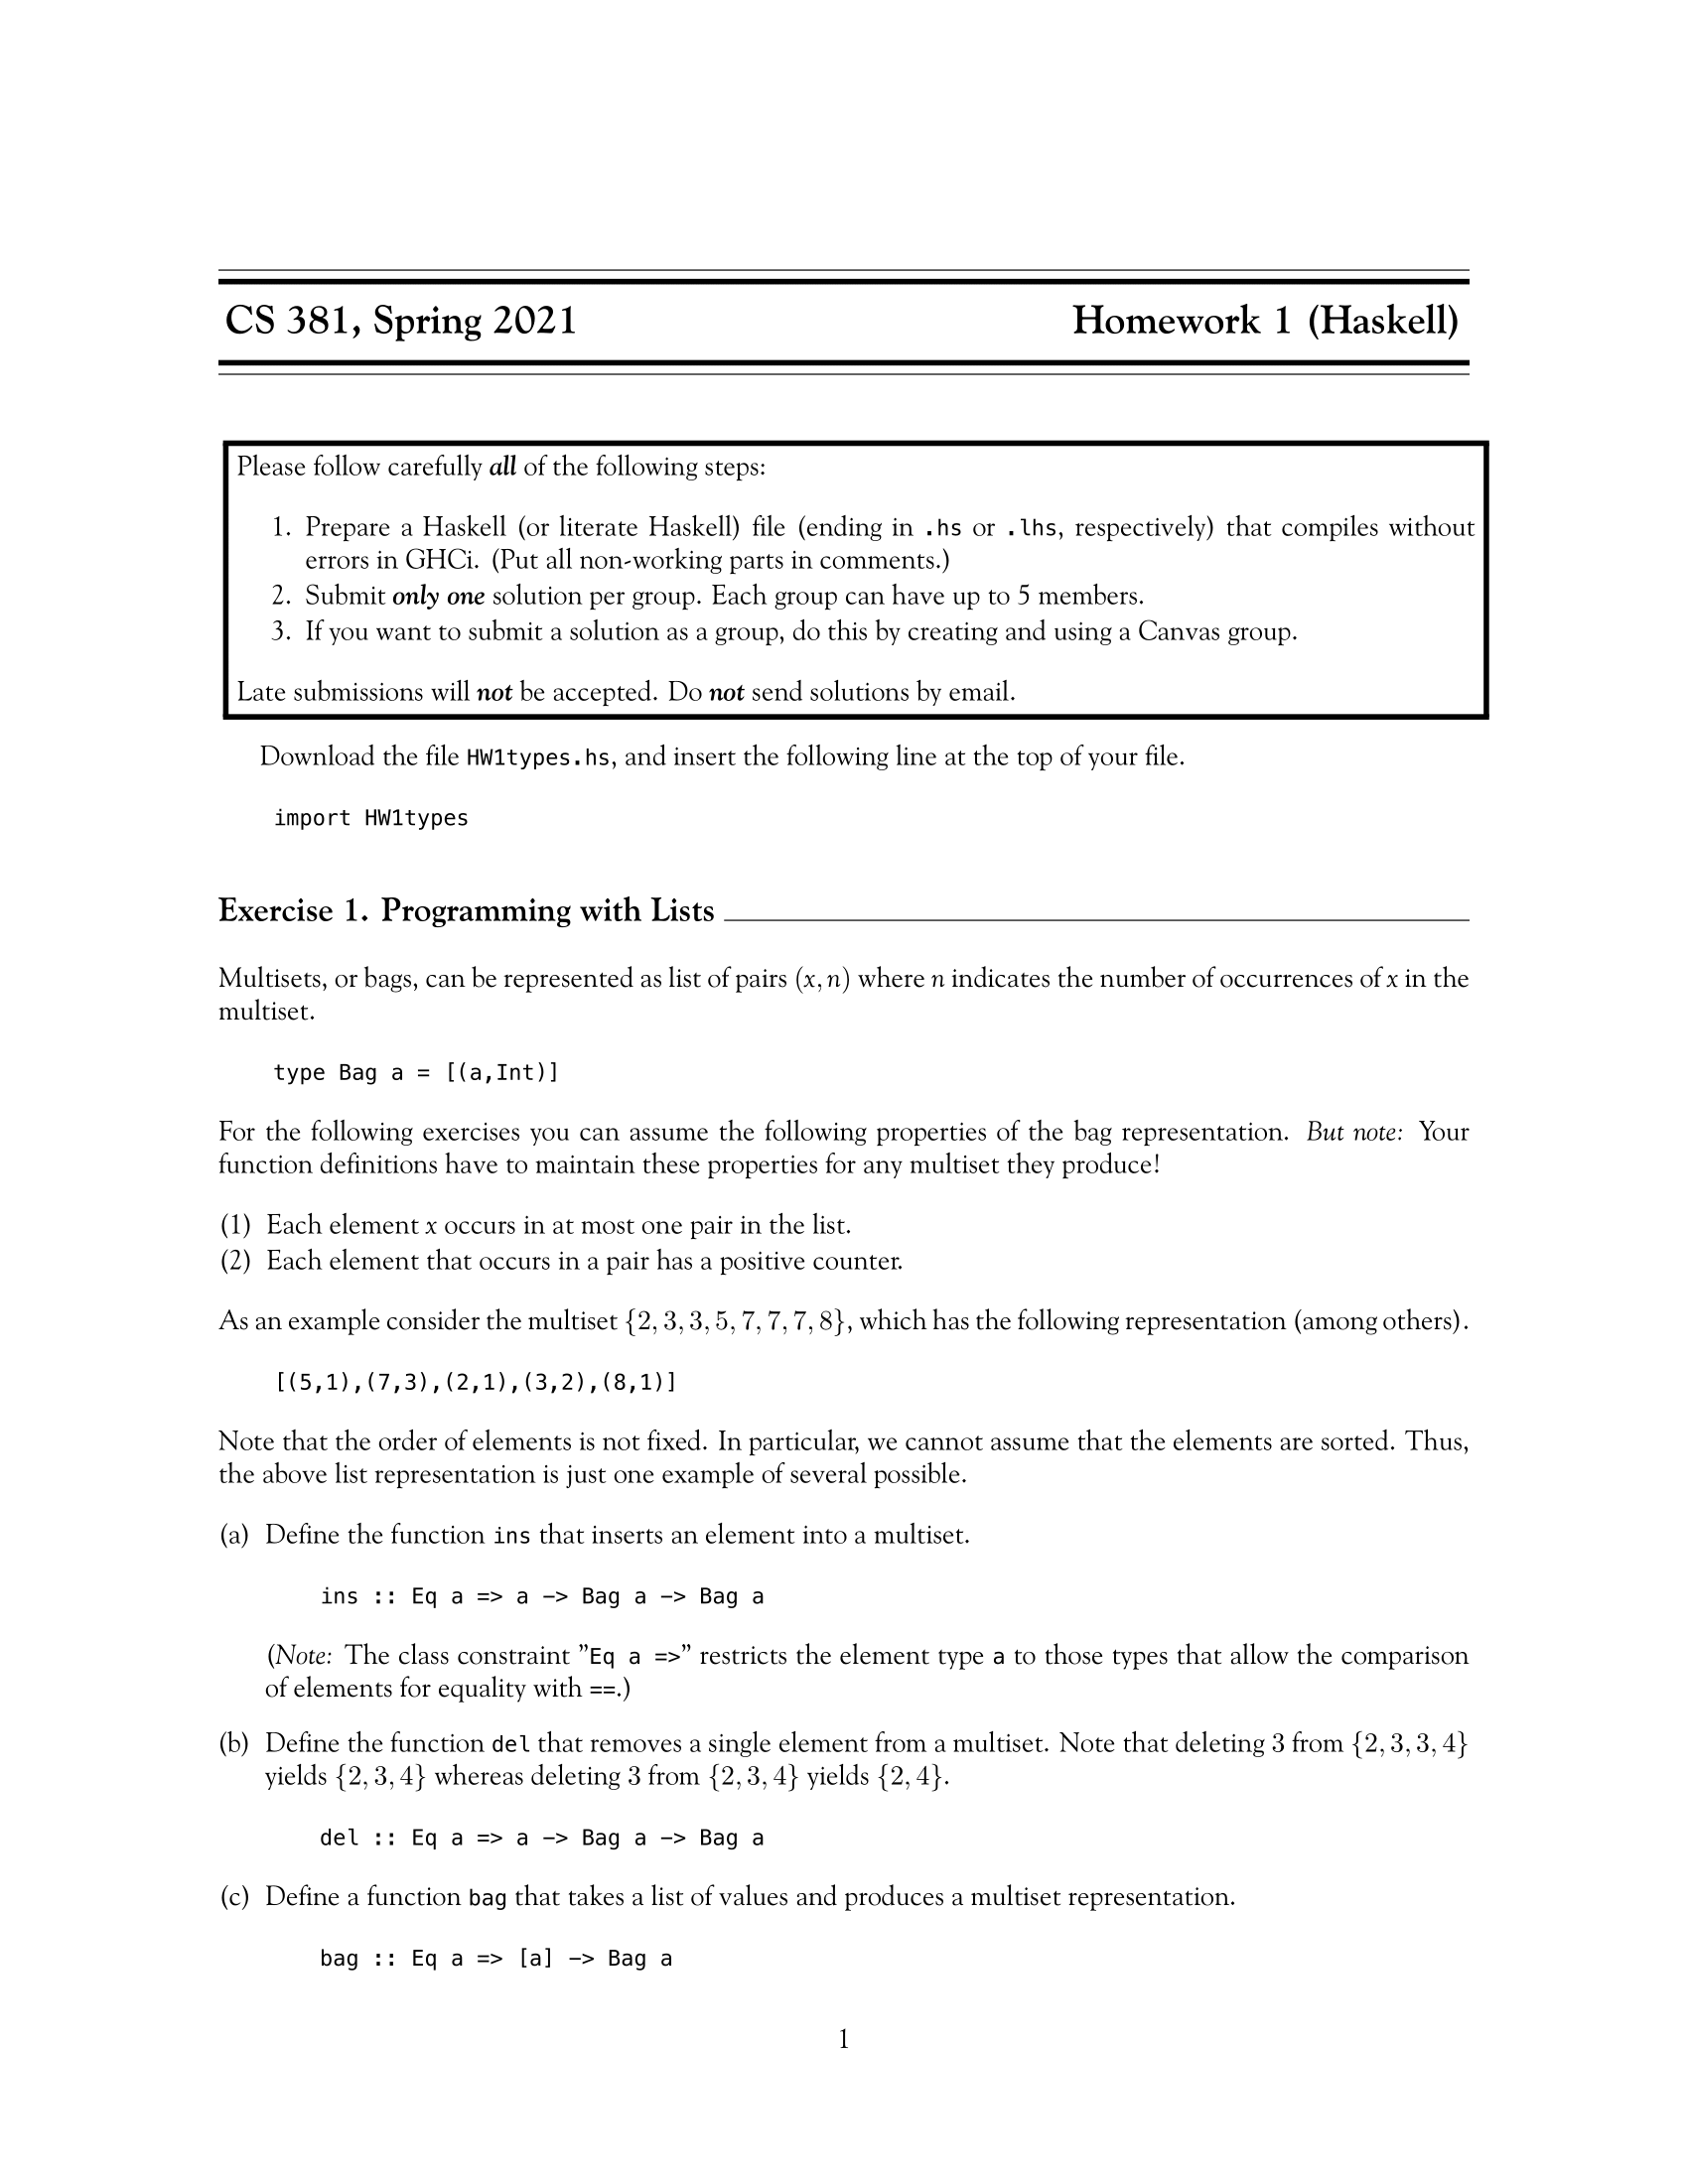 CS 381, Spring 2021 Homework 1 (Haskell)
Please follow carefully all of the following steps:
1. Prepare a Haskell (or literate Haskell) file (ending in .hs or .lhs, respectively) that compiles without
errors in GHCi. (Put all non-working parts in comments.)
2. Submit only one solution per group. Each group can have up to 5 members.
3. If you want to submit a solution as a group, do this by creating and using a Canvas group.
Late submissions will not be accepted. Do not send solutions by email.
Download the file HW1types.hs, and insert the following line at the top of your file.
import HW1types
Exercise 1. Programming with Lists
Multisets, or bags, can be represented as list of pairs (x, n) where n indicates the number of occurrences of x in the
multiset.
type Bag a = [(a,Int)]
For the following exercises you can assume the following properties of the bag representation. But note: Your
function definitions have to maintain these properties for any multiset they produce!
(1) Each element x occurs in at most one pair in the list.
(2) Each element that occurs in a pair has a positive counter.
As an example consider the multiset {2, 3, 3, 5, 7, 7, 7, 8}, which has the following representation (among others).
[(5,1),(7,3),(2,1),(3,2),(8,1)]
Note that the order of elements is not fixed. In particular, we cannot assume that the elements are sorted. Thus,
the above list representation is just one example of several possible.
(a) Define the function ins that inserts an element into a multiset.
ins :: Eq a => a -> Bag a -> Bag a
(Note: The class constraint ”Eq a =>” restricts the element type a to those types that allow the comparison
of elements for equality with ==.)
(b) Define the function del that removes a single element from a multiset. Note that deleting 3 from {2, 3, 3, 4}
yields {2, 3, 4} whereas deleting 3 from {2, 3, 4} yields {2, 4}.
del :: Eq a => a -> Bag a -> Bag a
(c) Define a function bag that takes a list of values and produces a multiset representation.
bag :: Eq a => [a] -> Bag a
1